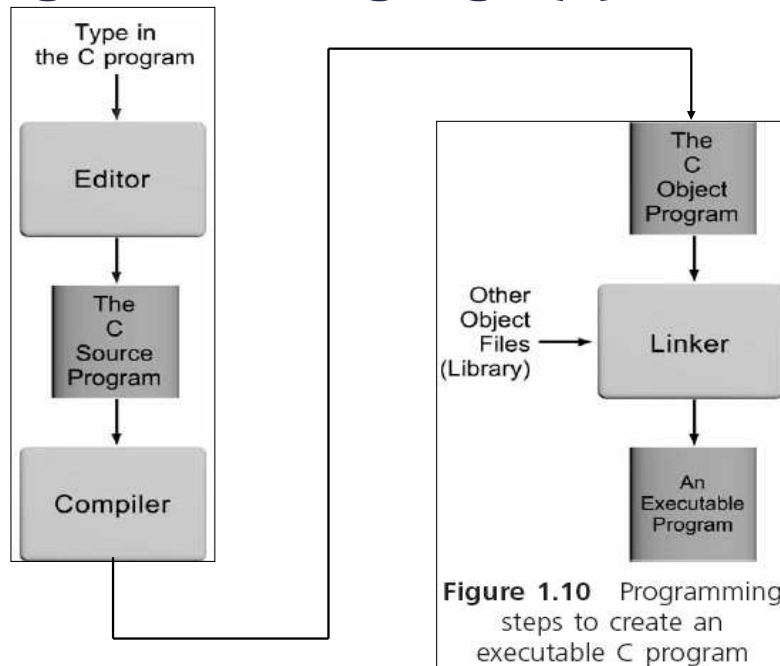 Type in
the C program
Editor
The
C
Source
Program
Compiler
The
C
Object
Program
Other
Object
Files
(Library)
Linker
An
Executable
Program
Figure 1.10 Programming
steps to create an
executable C program